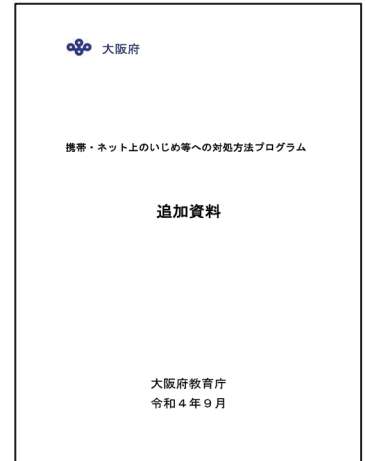 大阪府
携帯・ネット上のいじめ等への対処方法プログラム
追加資料
大阪府教育庁
令和４年９月